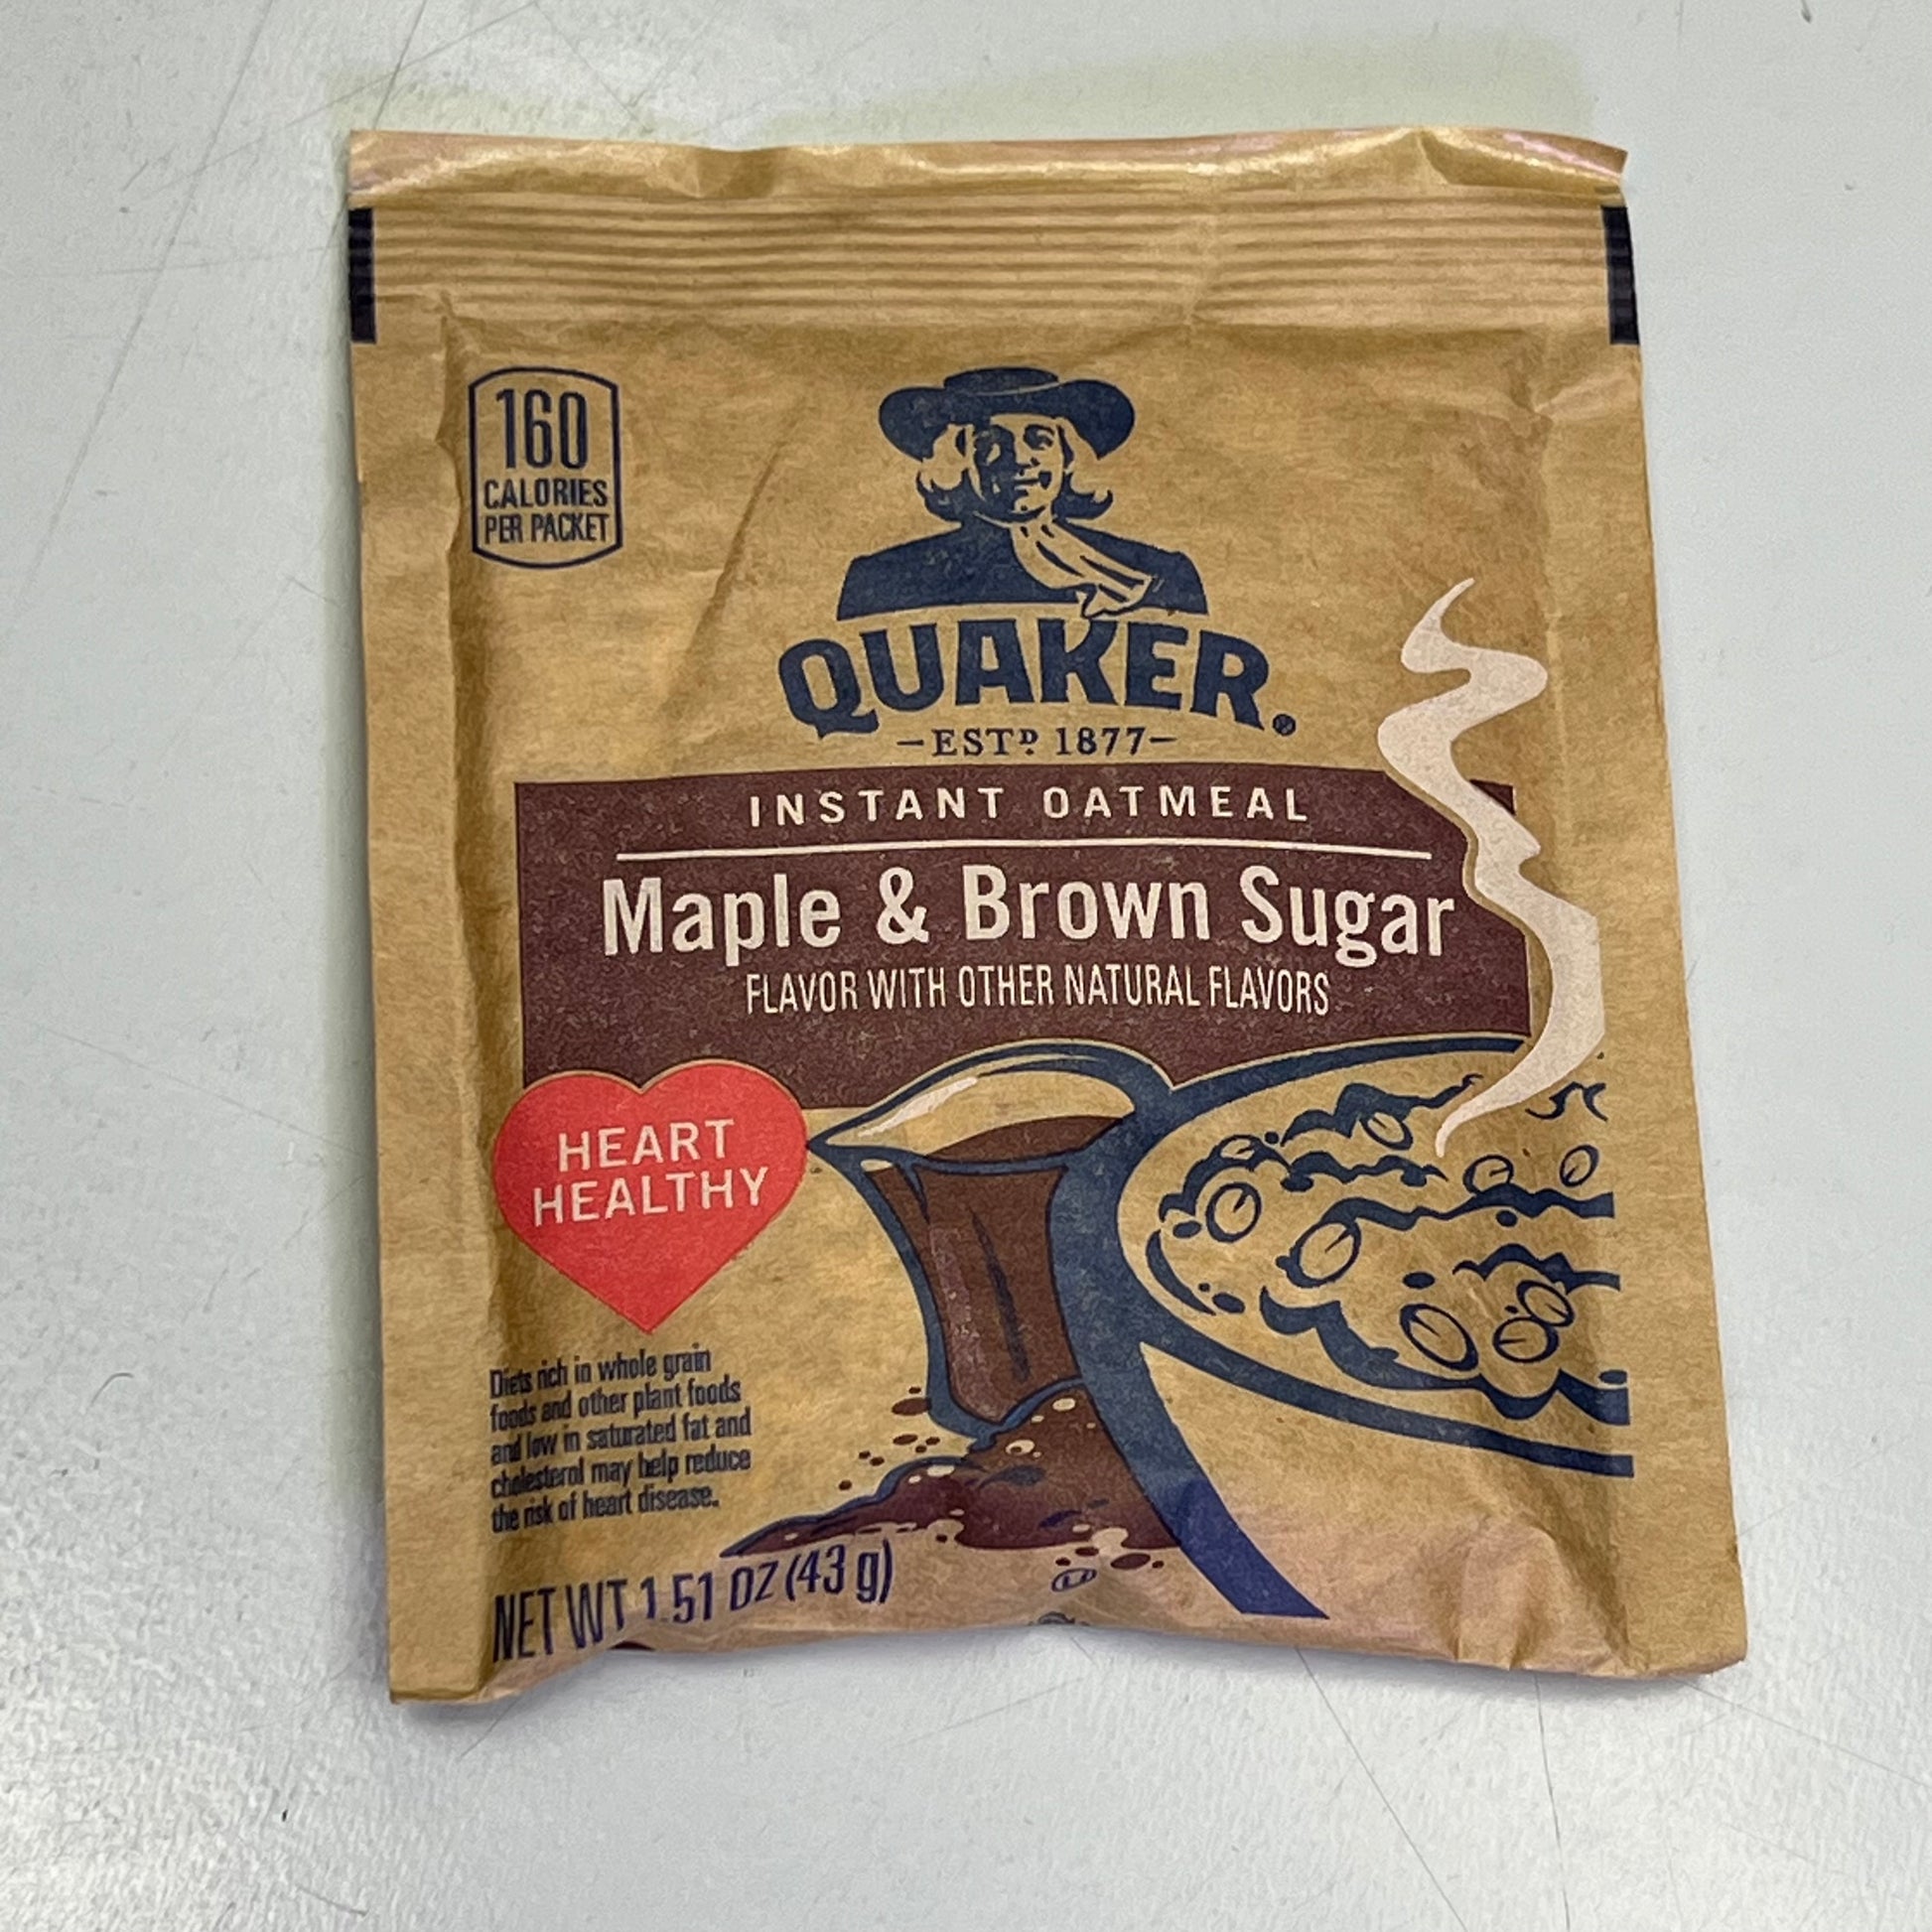 160
CALORIES
PER PACKET
QUAKER®
–ESTD 1877–
INSTANT OATMEAL
Maple & Brown Sugar
FLAVOR WITH OTHER NATURAL FLAVORS
HEART
HEALTHY
Diets rich in whole grain
foods and other plant foods
and low in saturated fat and
cholesterol may help reduce
the risk of heart disease.
NET WT 1.51 OZ (43 g)